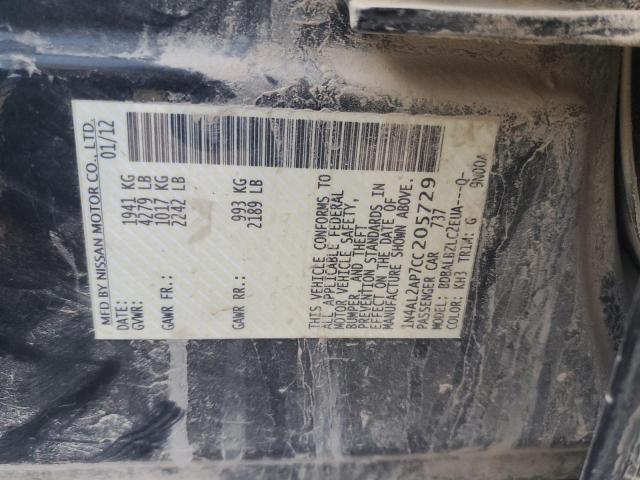 MFD BY NISSAN MOTOR CO., LTD.
01/12
GVWR: 1941 KG
4279 LB
GAWR FR: 1017 KG
2242 LB
GAWR RR: 993 KG
2189 LB
THIS VEHICLE CONFORMS TO
ALL APPLICABLE FEDERAL
MOTOR VEHICLE SAFETY,
BUMPER, AND THEFT
PREVENTION STANDARDS IN
EFFECT ON THE DATE OF
MANUFACTURE SHOWN ABOVE.
1N4AL2AP7CC205729
PASSENGER CAR 737
MODEL: BDBALBZLC2EUA---Q-
COLOR: KH3 TRIM: G 9N00A